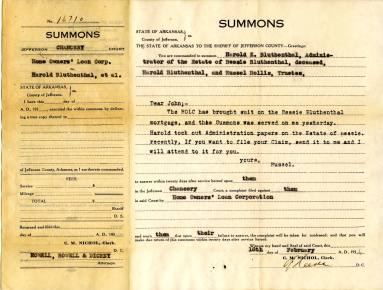 No. 16710
SUMMONS
JEFFERSON CHANCERY COURT
Home Owners' Loan Corp.
Harold Bluthenthal, et al.
STATE OF ARKANSAS,
County of Jefferson.
I have this day of
A. D., 193 , executed the within summons by delivering a true copy thereof to
of Jefferson County, Arkansas, as I am herein commanded.
FEES:
Service $
Mileage $
TOTAL $
Sheriff
D. S.
Returned and filed this
day of A. D., 193
C. M. NICHOL, Clerk.
D. C.
ROWELL, ROWELL & DICKEY
Attorneys
SUMMONS
STATE OF ARKANSAS,
County of Jefferson.
THE STATE OF ARKANSAS TO THE SHERIFF OF JEFFERSON COUNTY—Greeting:
You are commanded to summon Harold E. Bluthenthal, Administrator of the Estate of Bessie Bluthenthal, deceased,
Harold Bluthenthal, and Russel Hollis, Trustee,
Dear John;-
The HOLC has brought suit on the Bessie Bluthenthal
mortgage, and this Summons was served on me yesterday.
Harold took out Administration papers on the Estate of Bessie.
recently, If you want to file your Claim, send it to me and I
will attend to it for you.
yours,
Russel.
to answer within twenty days after service hereof upon them
in the Jefferson Chancery Court, a complaint filed against them
in said Court by Home Owners' Loan Corporation
and warn them that upon their failure to answer, the complaint will be taken for confessed; and that you will
make due return of this summons within twenty days after service hereof.
Witness my hand and Seal of said Court, this
16th day of February A. D., 193
C. M. NICHOL, Clerk.
D. C.